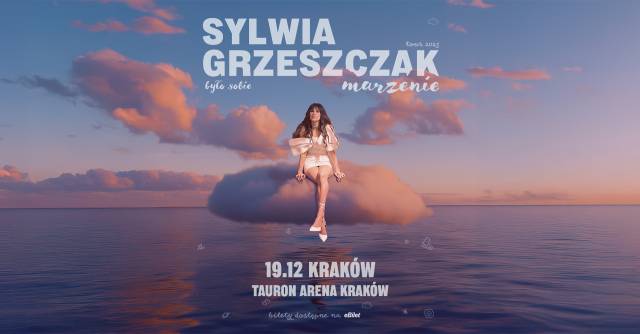 SYLWIA
GRZESZCZAK
było sobie marzenie
19.12 KRAKÓW
TAURON ARENA KRAKÓW
bilety dostępne na eBilet